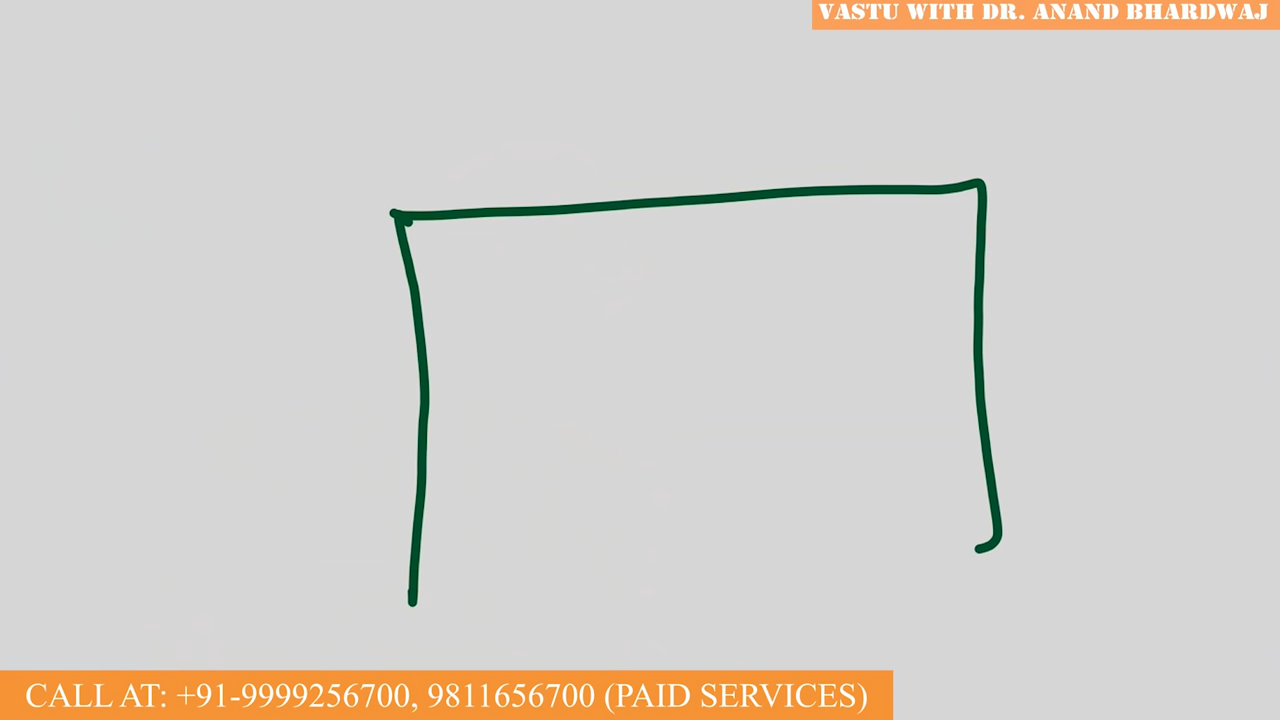 VASTU WITH DR. ANAND BHARDWAJ
CALL AT: +91-9999256700, 9811656700 (PAID SERVICES)